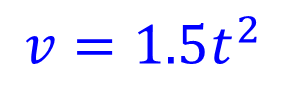 v = 1.5t²